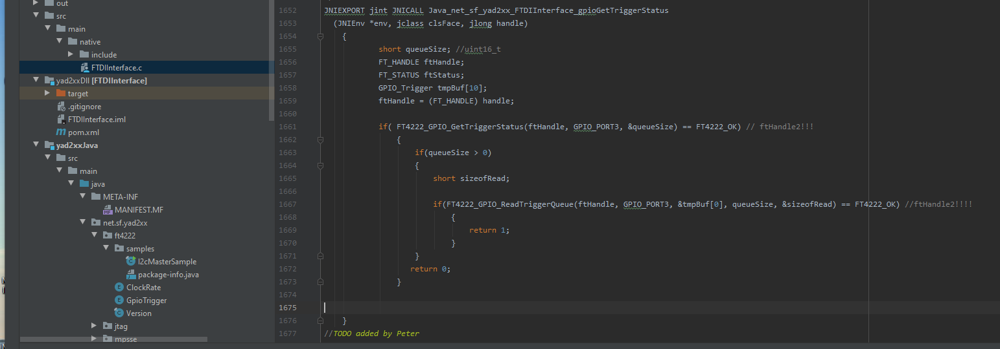 out
src
main
native
include
FTDIInterface.c
yad2xxDll [FTDIInterface]
target
.gitignore
FTDIInterface.iml
pom.xml
yad2xxJava
src
main
java
META-INF
MANIFEST.MF
net.sf.yad2xx
ft4222
samples
I2cMasterSample
package-info.java
ClockRate
GpioTrigger
Version
jtag
mpsse
1652 JNIEXPORT jint JNICALL Java_net_sf_yad2xx_FTDIInterface_gpioGetTriggerStatus
1653 (JNIEnv *env, jclass clsFace, jlong handle)
1654 {
1655 short queueSize; //uint16_t
1656 FT_HANDLE ftHandle;
1657 FT_STATUS ftStatus;
1658 GPIO_Trigger tmpBuf[10];
1659 ftHandle = (FT_HANDLE) handle;
1660
1661 if( FT4222_GPIO_GetTriggerStatus(ftHandle, GPIO_PORT3, &queueSize) == FT4222_OK) // ftHandle2!!!
1662 {
1663 if(queueSize > 0)
1664 {
1665 short sizeofRead;
1666
1667 if(FT4222_GPIO_ReadTriggerQueue(ftHandle, GPIO_PORT3, &tmpBuf[0], queueSize, &sizeofRead) == FT4222_OK) //ftHandle2!!!!
1668 {
1669 return 1;
1670 }
1671 }
1672 return 0;
1673 }
1674
1675
1676 }
1677 //TODO added by Peter